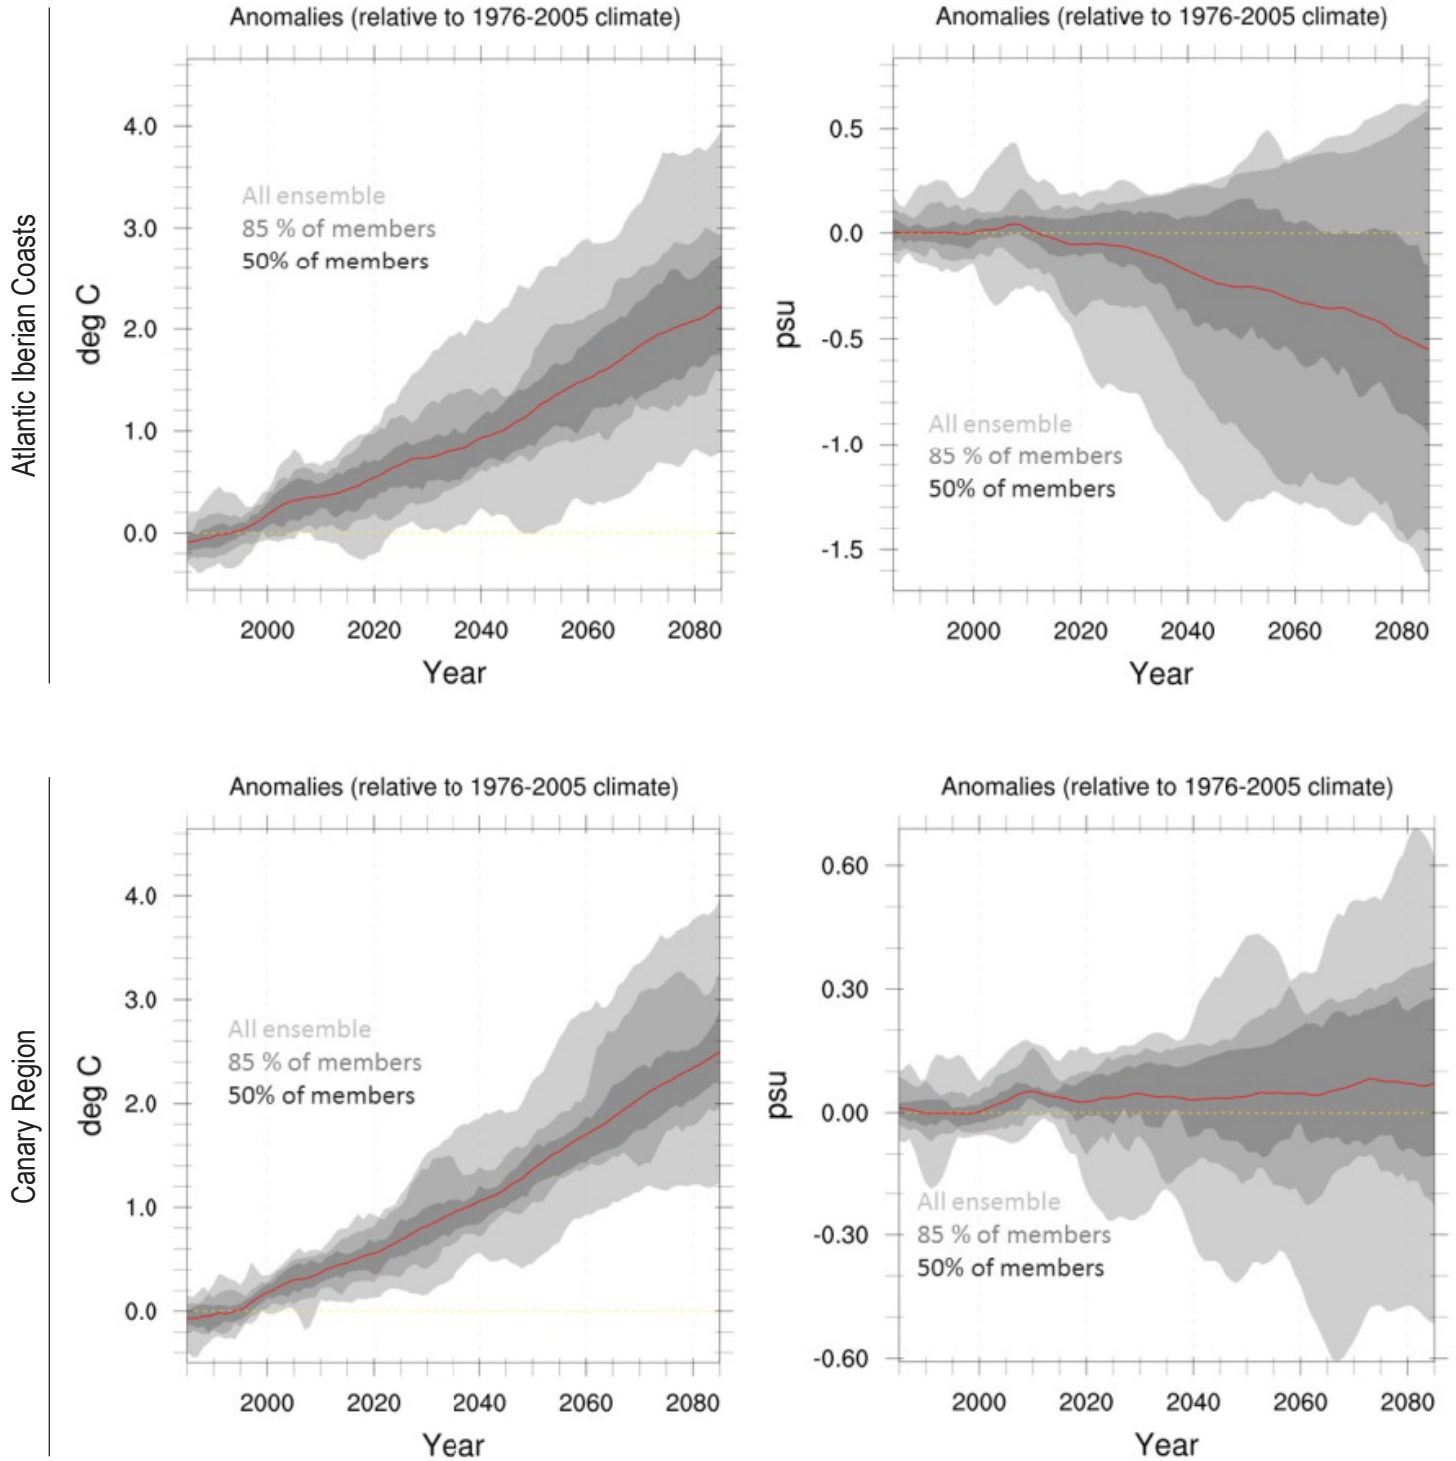 Atlantic Iberian Coasts
Anomalies (relative to 1976-2005 climate)
deg C
4.0
3.0
2.0
1.0
0.0
All ensemble
85 % of members
50% of members
2000 2020 2040 2060 2080
Year
Anomalies (relative to 1976-2005 climate)
psu
0.5
0.0
-0.5
-1.0
-1.5
All ensemble
85 % of members
50% of members
2000 2020 2040 2060 2080
Year
Canary Region
Anomalies (relative to 1976-2005 climate)
deg C
4.0
3.0
2.0
1.0
0.0
All ensemble
85 % of members
50% of members
2000 2020 2040 2060 2080
Year
Anomalies (relative to 1976-2005 climate)
psu
0.60
0.30
0.00
-0.30
-0.60
All ensemble
85 % of members
50% of members
2000 2020 2040 2060 2080
Year